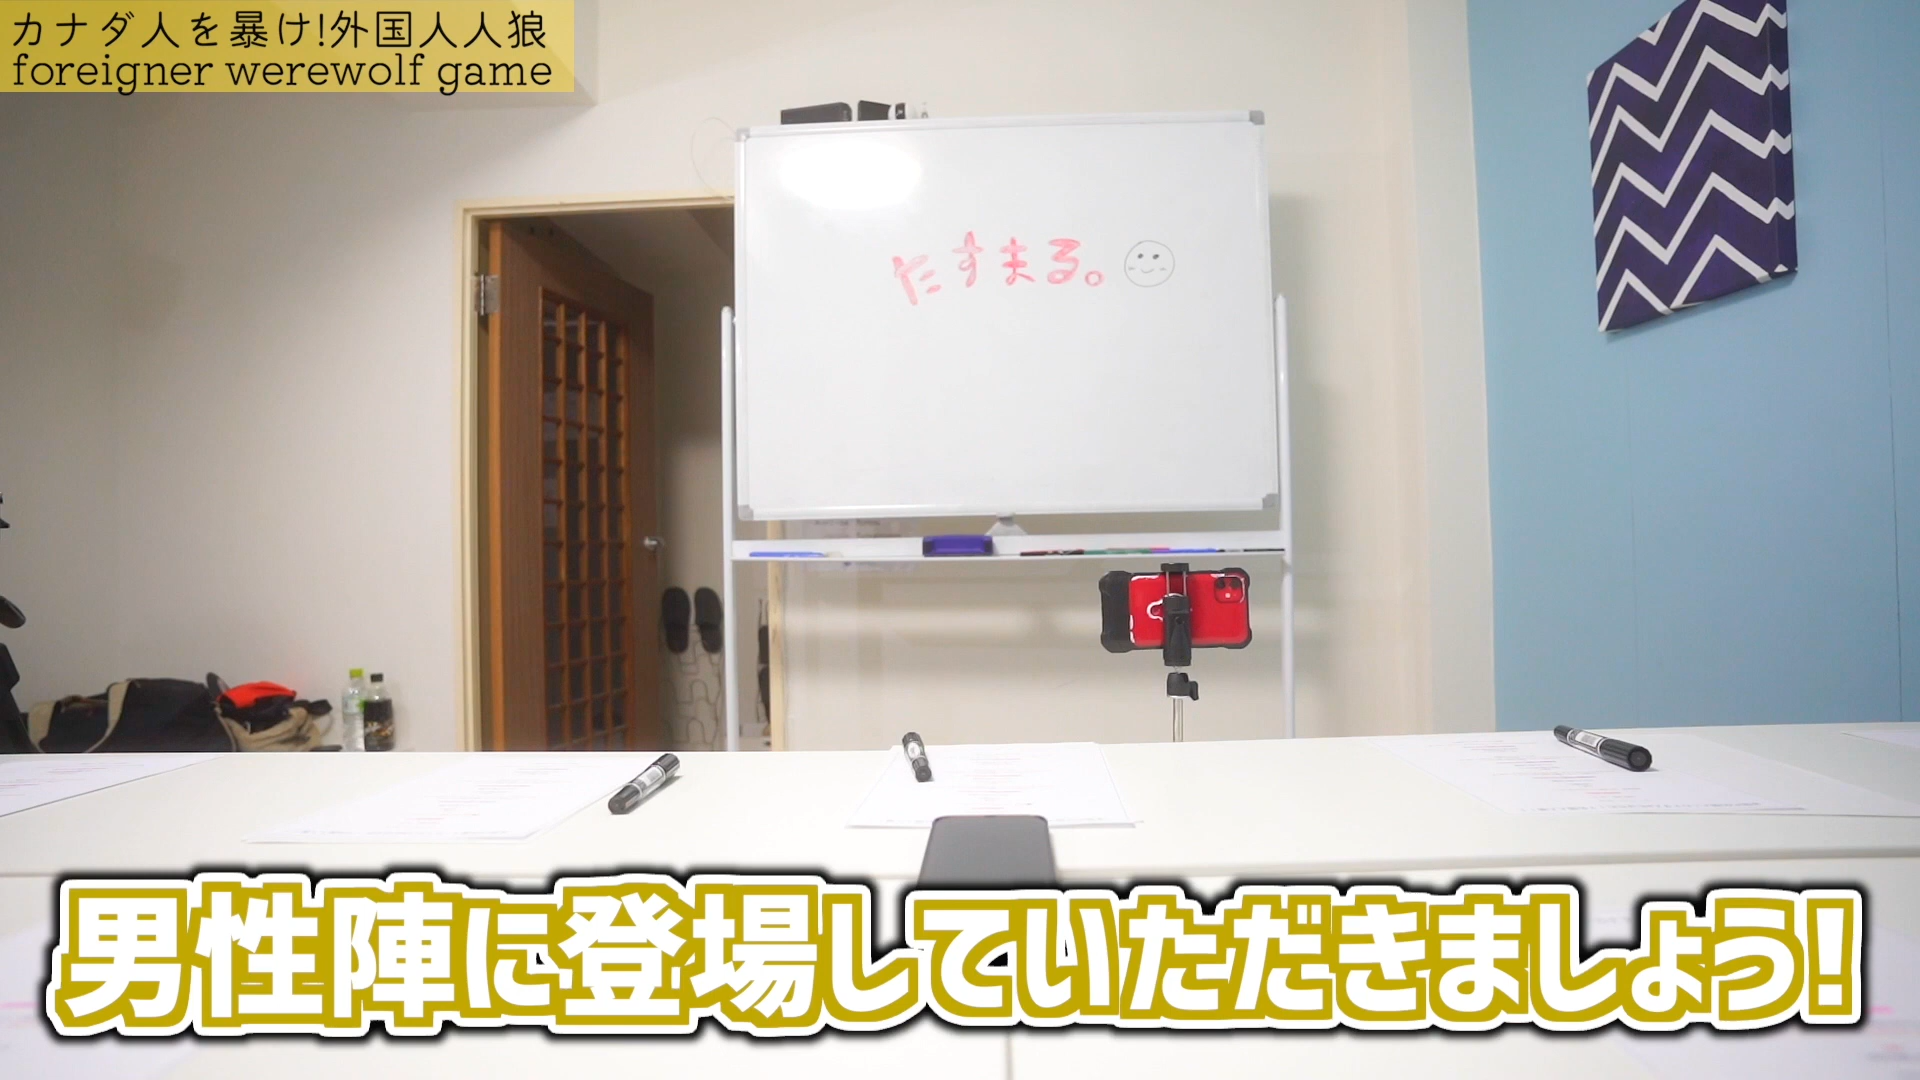 カナダ人を暴け!外国人人狼
foreigner werewolf game
たすまる。
男性陣に登場していただきましょう!